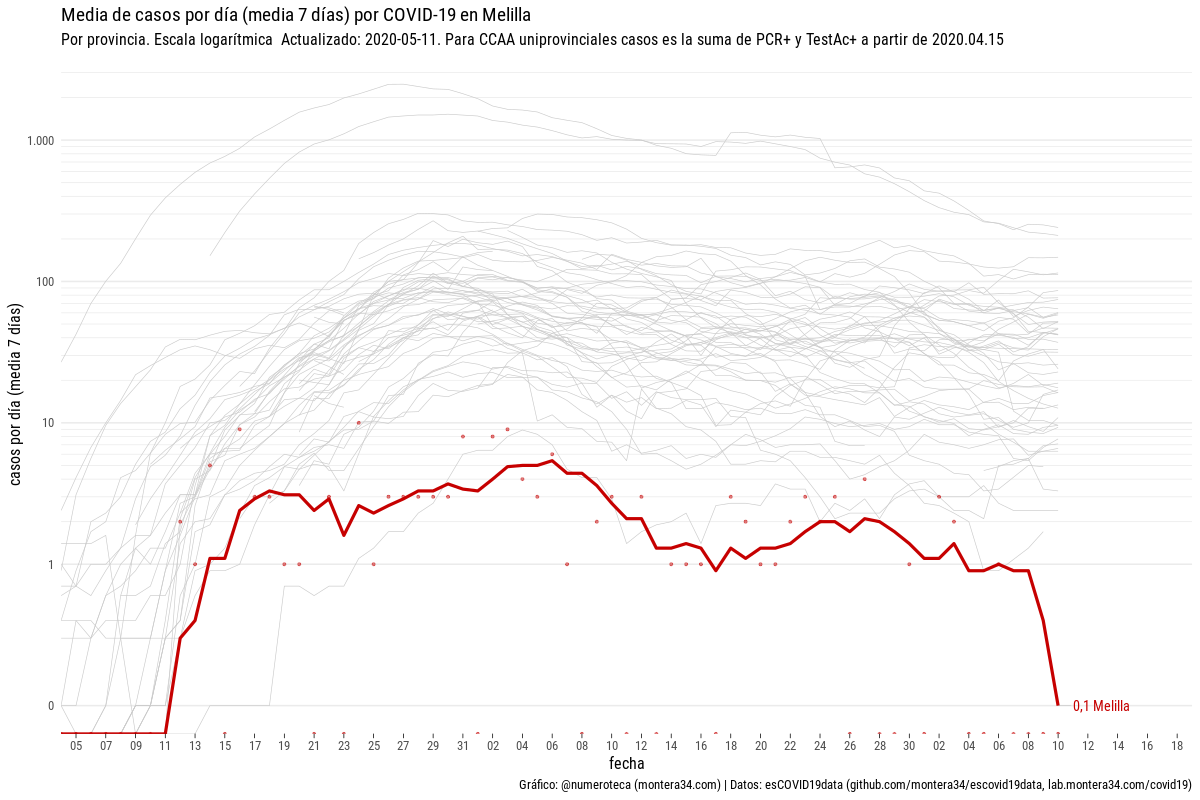 Media de casos por día (media 7 días) por COVID-19 en Melilla
Por provincia. Escala logarítmica  Actualizado: 2020-05-11. Para CCAA uniprovinciales casos es la suma de PCR+ y TestAc+ a partir de 2020.04.15
casos por día (media 7 días)
1.000
100
10
1
0
0,1 Melilla
05 07 09 11 13 15 17 19 21 23 25 27 29 31 02 04 06 08 10 12 14 16 18 20 22 24 26 28 30 02 04 06 08 10 12 14 16 18
fecha
Gráfico: @numeroteca (montera34.com) | Datos: esCOVID19data (github.com/montera34/escovid19data, lab.montera34.com/covid19)